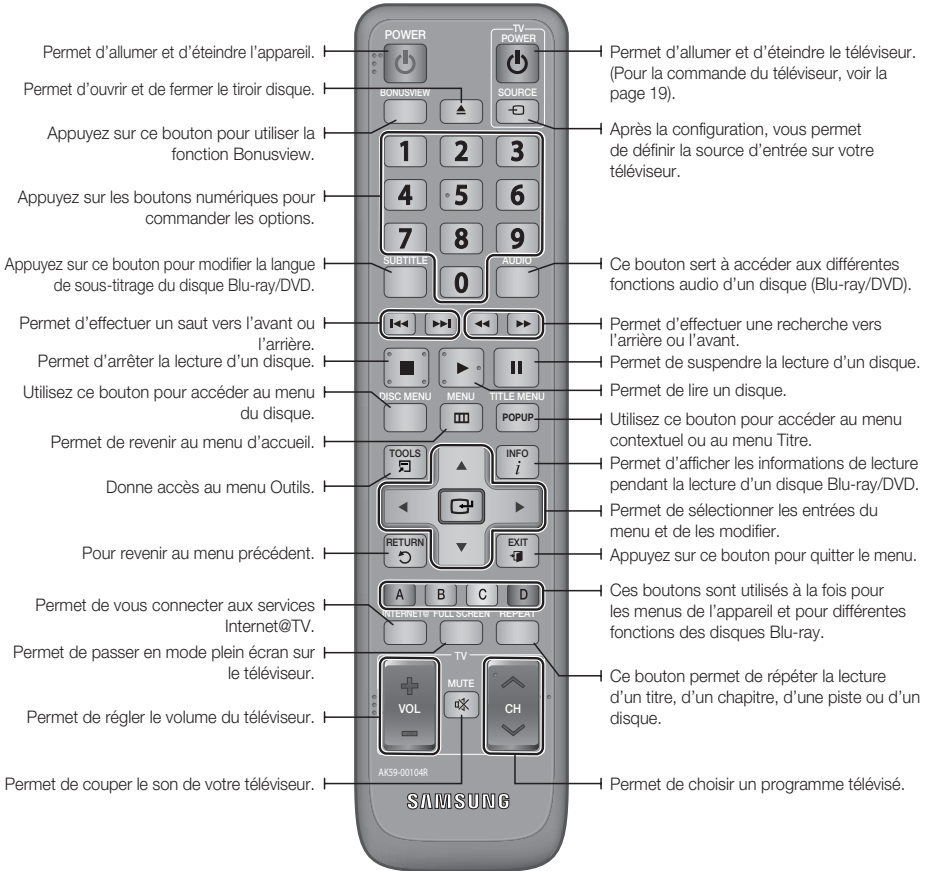 POWER
TV
POWER
Permet d'allumer et d'éteindre l'appareil.
Permet d'allumer et d'éteindre le téléviseur.
(Pour la commande du téléviseur, voir la
page 19).
Permet d'ouvrir et de fermer le tiroir disque.
BONUSVIEW
SOURCE
Appuyez sur ce bouton pour utiliser la
fonction Bonusview.
Après la configuration, vous permet
de définir la source d'entrée sur votre
téléviseur.
1 2 3
4 5 6
7 8 9
0
Appuyez sur les boutons numériques pour
commander les options.
SUBTITLE
AUDIO
Appuyez sur ce bouton pour modifier la langue
de sous-titrage du disque Blu-ray/DVD.
Ce bouton sert à accéder aux différentes
fonctions audio d'un disque (Blu-ray/DVD).
Permet d'effectuer un saut vers l'avant ou
l'arrière.
Permet d'effectuer une recherche vers
l'arrière ou l'avant.
Permet d'arrêter la lecture d'un disque.
Permet de suspendre la lecture d'un disque.
Permet de lire un disque.
DISC MENU
MENU
TITLE MENU
POPUP
Utilisez ce bouton pour accéder au menu
du disque.
Utilisez ce bouton pour accéder au menu
contextuel ou au menu Titre.
Permet de revenir au menu d'accueil.
TOOLS
INFO
i
Donne accès au menu Outils.
Permet d'afficher les informations de lecture
pendant la lecture d'un disque Blu-ray/DVD.
Permet de sélectionner les entrées du
menu et de les modifier.
RETURN
EXIT
Pour revenir au menu précédent.
Appuyez sur ce bouton pour quitter le menu.
A B C D
Ces boutons sont utilisés à la fois pour
les menus de l'appareil et pour différentes
fonctions des disques Blu-ray.
INTERNET@
FULL SCREEN
REPEAT
Permet de vous connecter aux services
Internet@TV.
Permet de passer en mode plein écran sur
le téléviseur.
Ce bouton permet de répéter la lecture
d'un titre, d'un chapitre, d'une piste ou d'un
disque.
TV
VOL
MUTE
CH
Permet de régler le volume du téléviseur.
Permet de couper le son de votre téléviseur.
Permet de choisir un programme télévisé.
AK59-00104R
SAMSUNG